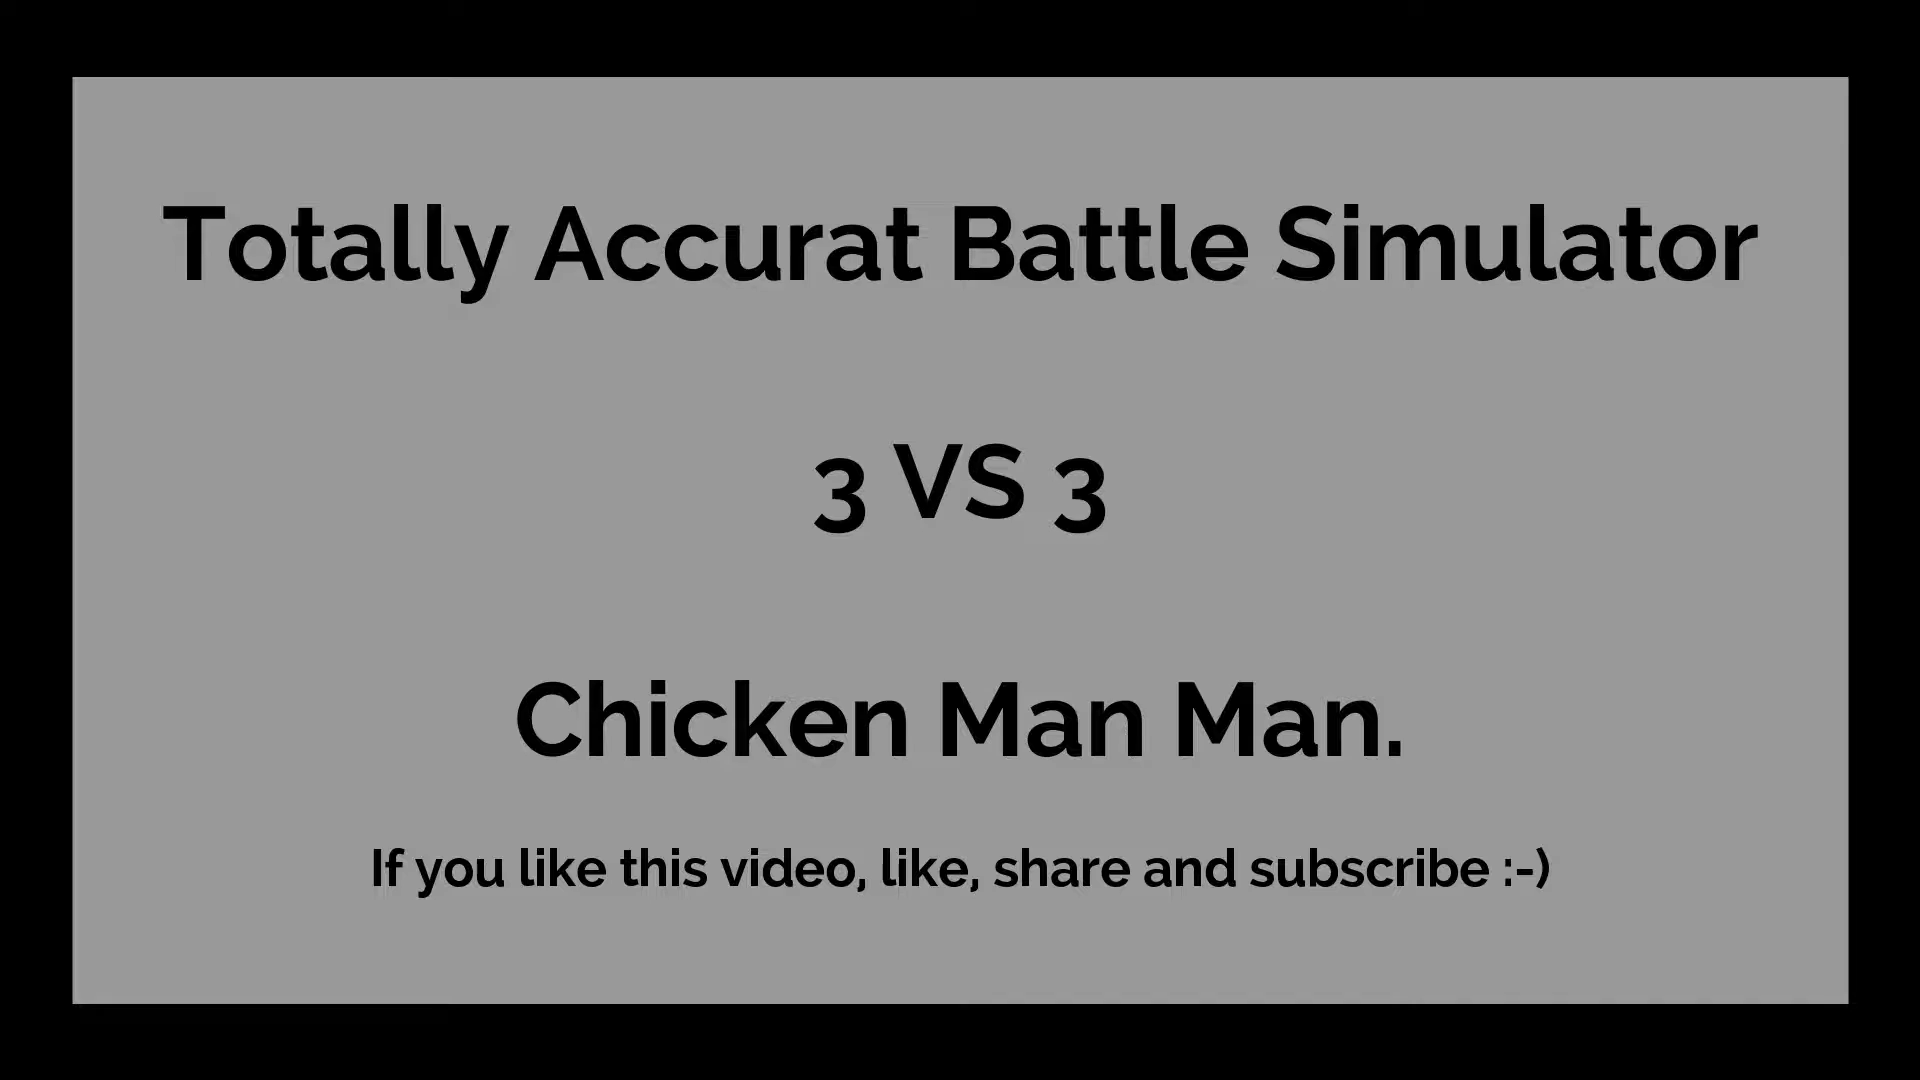 Totally Accurat Battle Simulator
3 VS 3
Chicken Man Man.
If you like this video, like, share and subscribe :-)